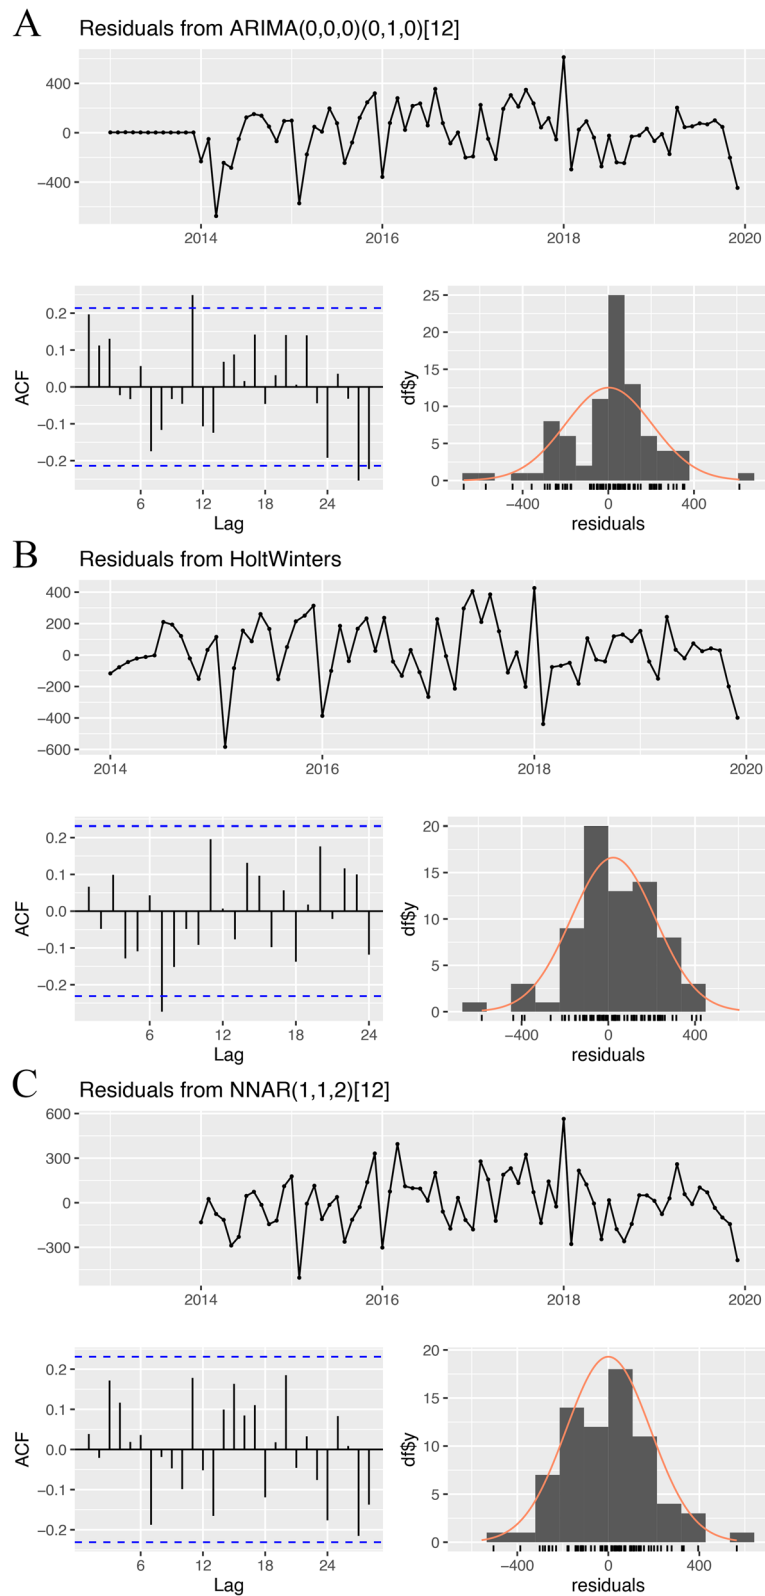 A
Residuals from ARIMA(0,0,0)(0,1,0)[12]
400
0
−400
2014 2016 2018 2020
0.2
0.1
0.0
−0.1
−0.2
ACF
6 12 18 24
Lag
25
20
15
10
5
0
df$y
−400 0 400
residuals
B
Residuals from HoltWinters
400
200
0
−200
−400
−600
2014 2016 2018 2020
0.2
0.1
0.0
−0.1
−0.2
ACF
6 12 18 24
Lag
20
15
10
5
0
df$y
−400 0 400
residuals
C
Residuals from NNAR(1,1,2)[12]
600
300
0
−300
2014 2016 2018 2020
0.2
0.1
0.0
−0.1
−0.2
ACF
6 12 18 24
Lag
20
15
10
5
0
df$y
−400 0 400
residuals